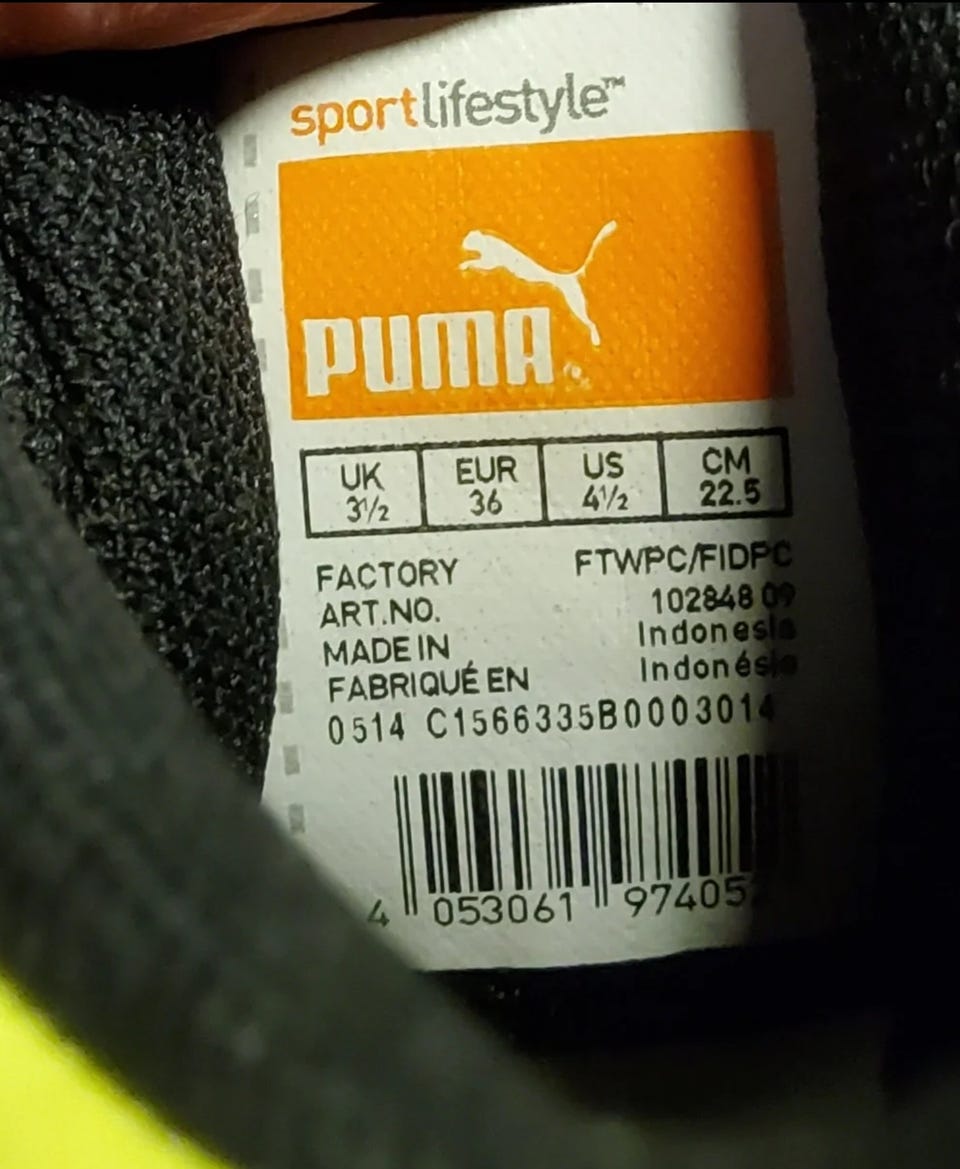 sportlifestyle™
PUMA
UK EUR US CM
3½ 36 4½ 22.5
FACTORY FTWPC/FIDPC
ART.NO. 102848 09
MADE IN Indonesia
FABRIQUÉ EN Indonésie
0514 C1566335B0003014
4 053061 974052